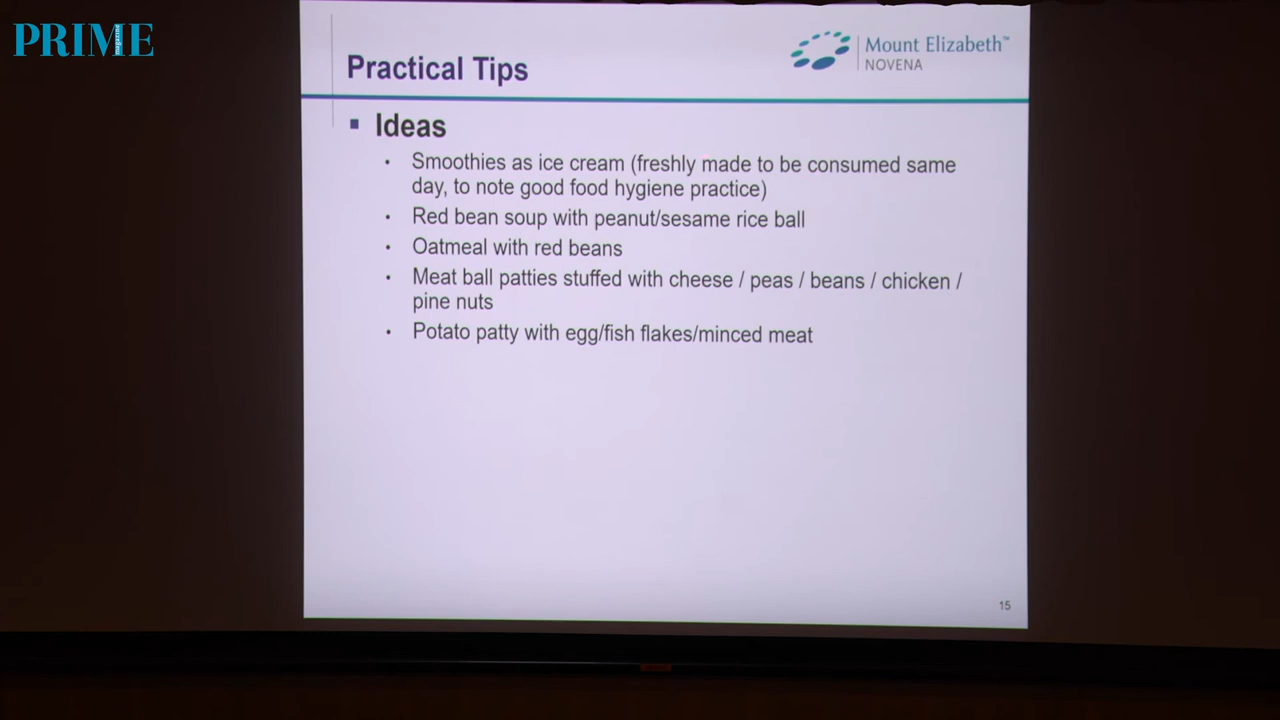 PRIME
magazine
Mount Elizabeth™
NOVENA
Practical Tips
Ideas
Smoothies as ice cream (freshly made to be consumed same
day, to note good food hygiene practice)
Red bean soup with peanut/sesame rice ball
Oatmeal with red beans
Meat ball patties stuffed with cheese / peas / beans / chicken /
pine nuts
Potato patty with egg/fish flakes/minced meat
15